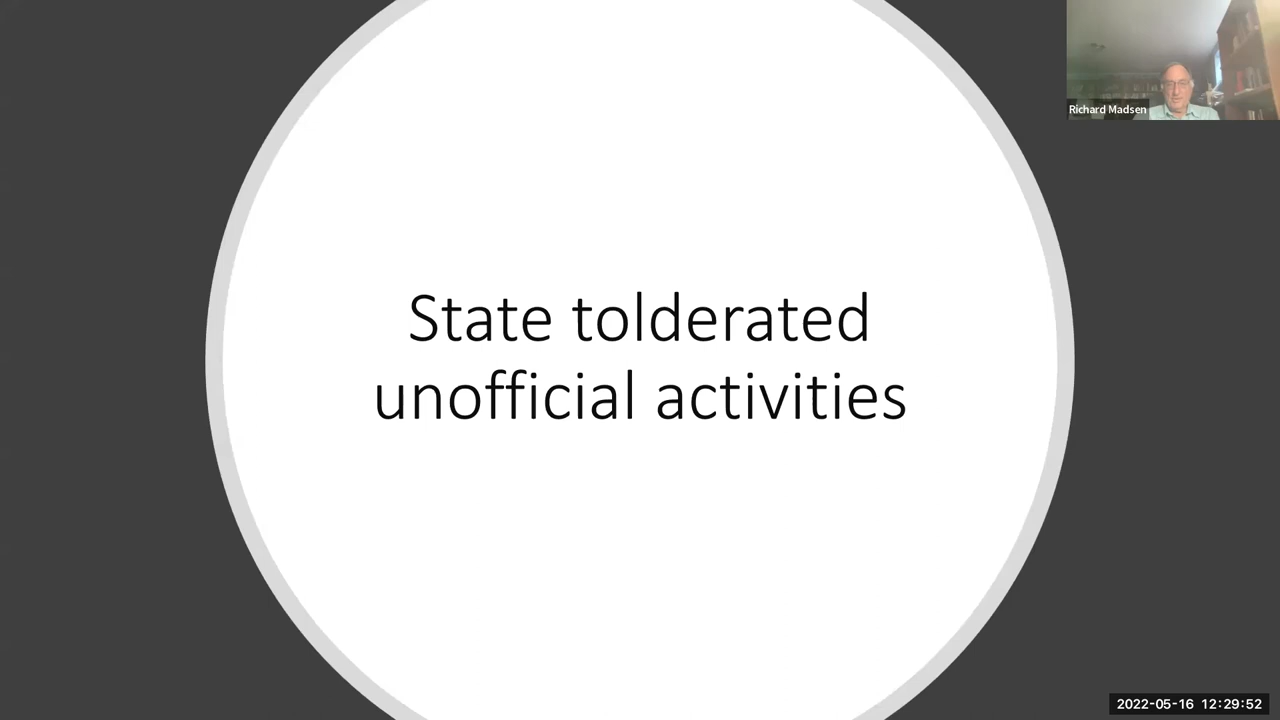 Richard Madsen
State tolderated
unofficial activities
2022-05-16 12:29:52